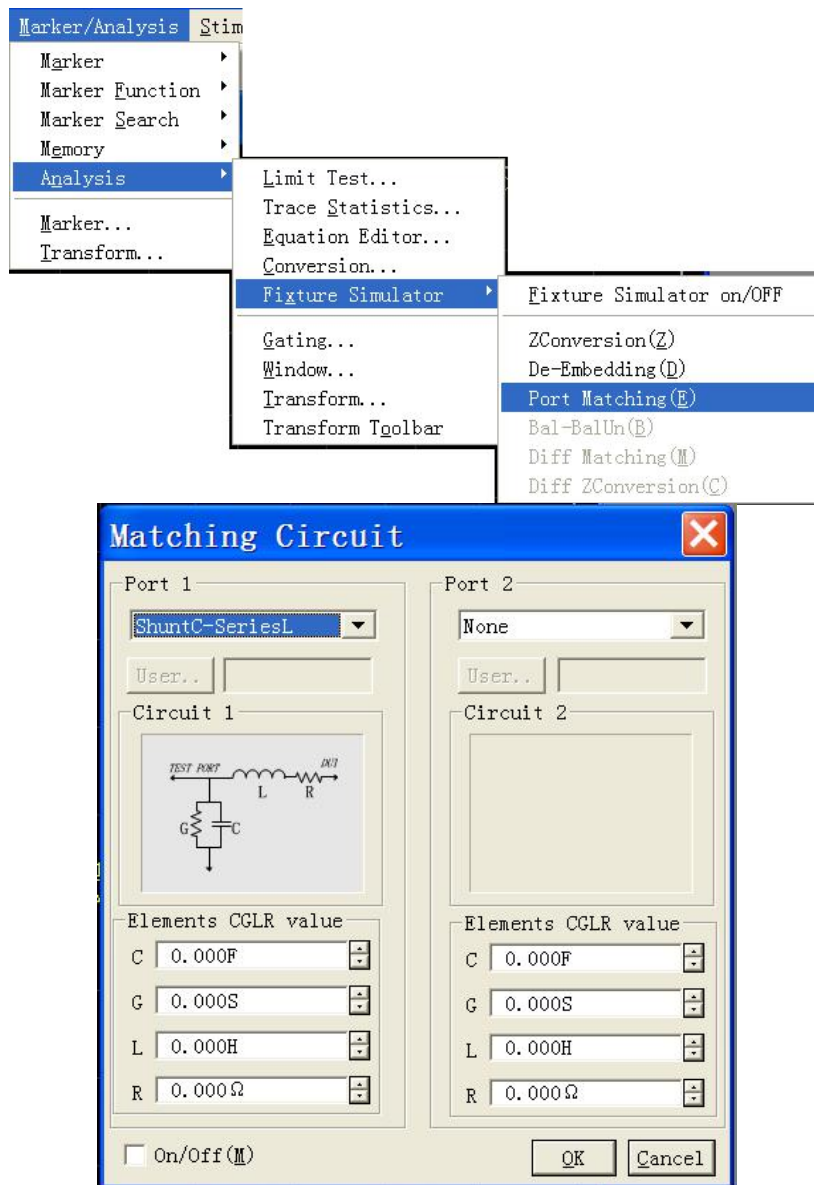 Marker/Analysis Stim
Marker
Marker Function
Marker Search
Memory
Analysis
Marker...
Transform...
Limit Test...
Trace Statistics...
Equation Editor...
Conversion...
Fixture Simulator
Gating...
Window...
Transform...
Transform Toolbar
Fixture Simulator on/OFF
ZConversion(Z)
De-Embedding(D)
Port Matching(E)
Bal-BalUn(B)
Diff Matching(M)
Diff ZConversion(C)
Matching Circuit
Port 1
ShuntC-SeriesL
User..
Circuit 1
TEST PORT
DUT
L R
G C
Elements CGLR value
C 0.000F
G 0.000S
L 0.000H
R 0.000Ω
Port 2
None
User..
Circuit 2
Elements CGLR value
C 0.000F
G 0.000S
L 0.000H
R 0.000Ω
On/Off(M)
OK Cancel